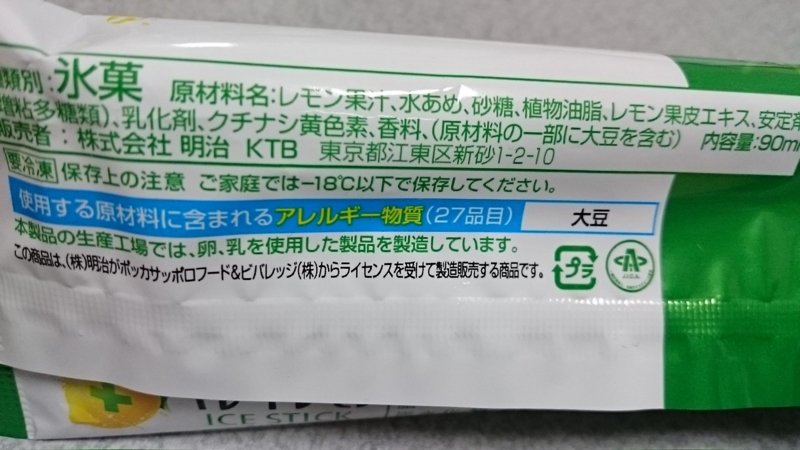 類別:氷菓 原材料名:レモン果汁、水あめ、砂糖、植物油脂、レモン果皮エキス、安定剤
増粘多糖類)、乳化剤、クチナシ黄色素、香料、(原材料の一部に大豆を含む) 内容量:90ml
販売者:株式会社 明治 KTB 東京都江東区新砂1-2-10
要冷凍 保存上の注意 ご家庭では-18℃以下で保存してください。
使用する原材料に含まれるアレルギー物質(27品目) 大豆
本製品の生産工場では、卵、乳を使用した製品を製造しています。
この商品は、(株)明治がポッカサッポロフード&ビバレッジ(株)からライセンスを受けて製造販売する商品です。
プラ
ICE STICK